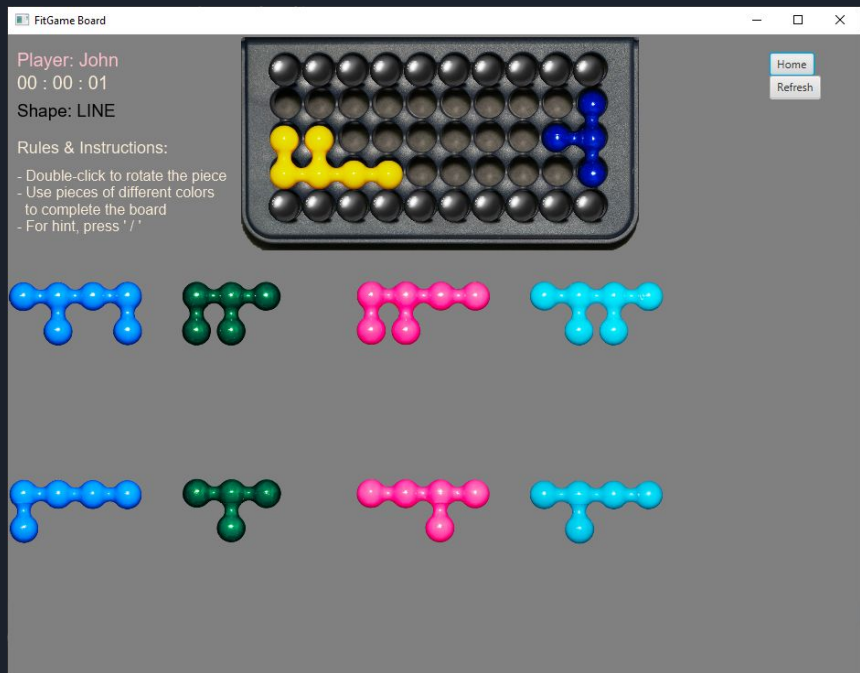 FitGame Board
Player: John
00 : 00 : 01
Shape: LINE
Rules & Instructions:
- Double-click to rotate the piece
- Use pieces of different colors
to complete the board
- For hint, press ' / '
Home
Refresh